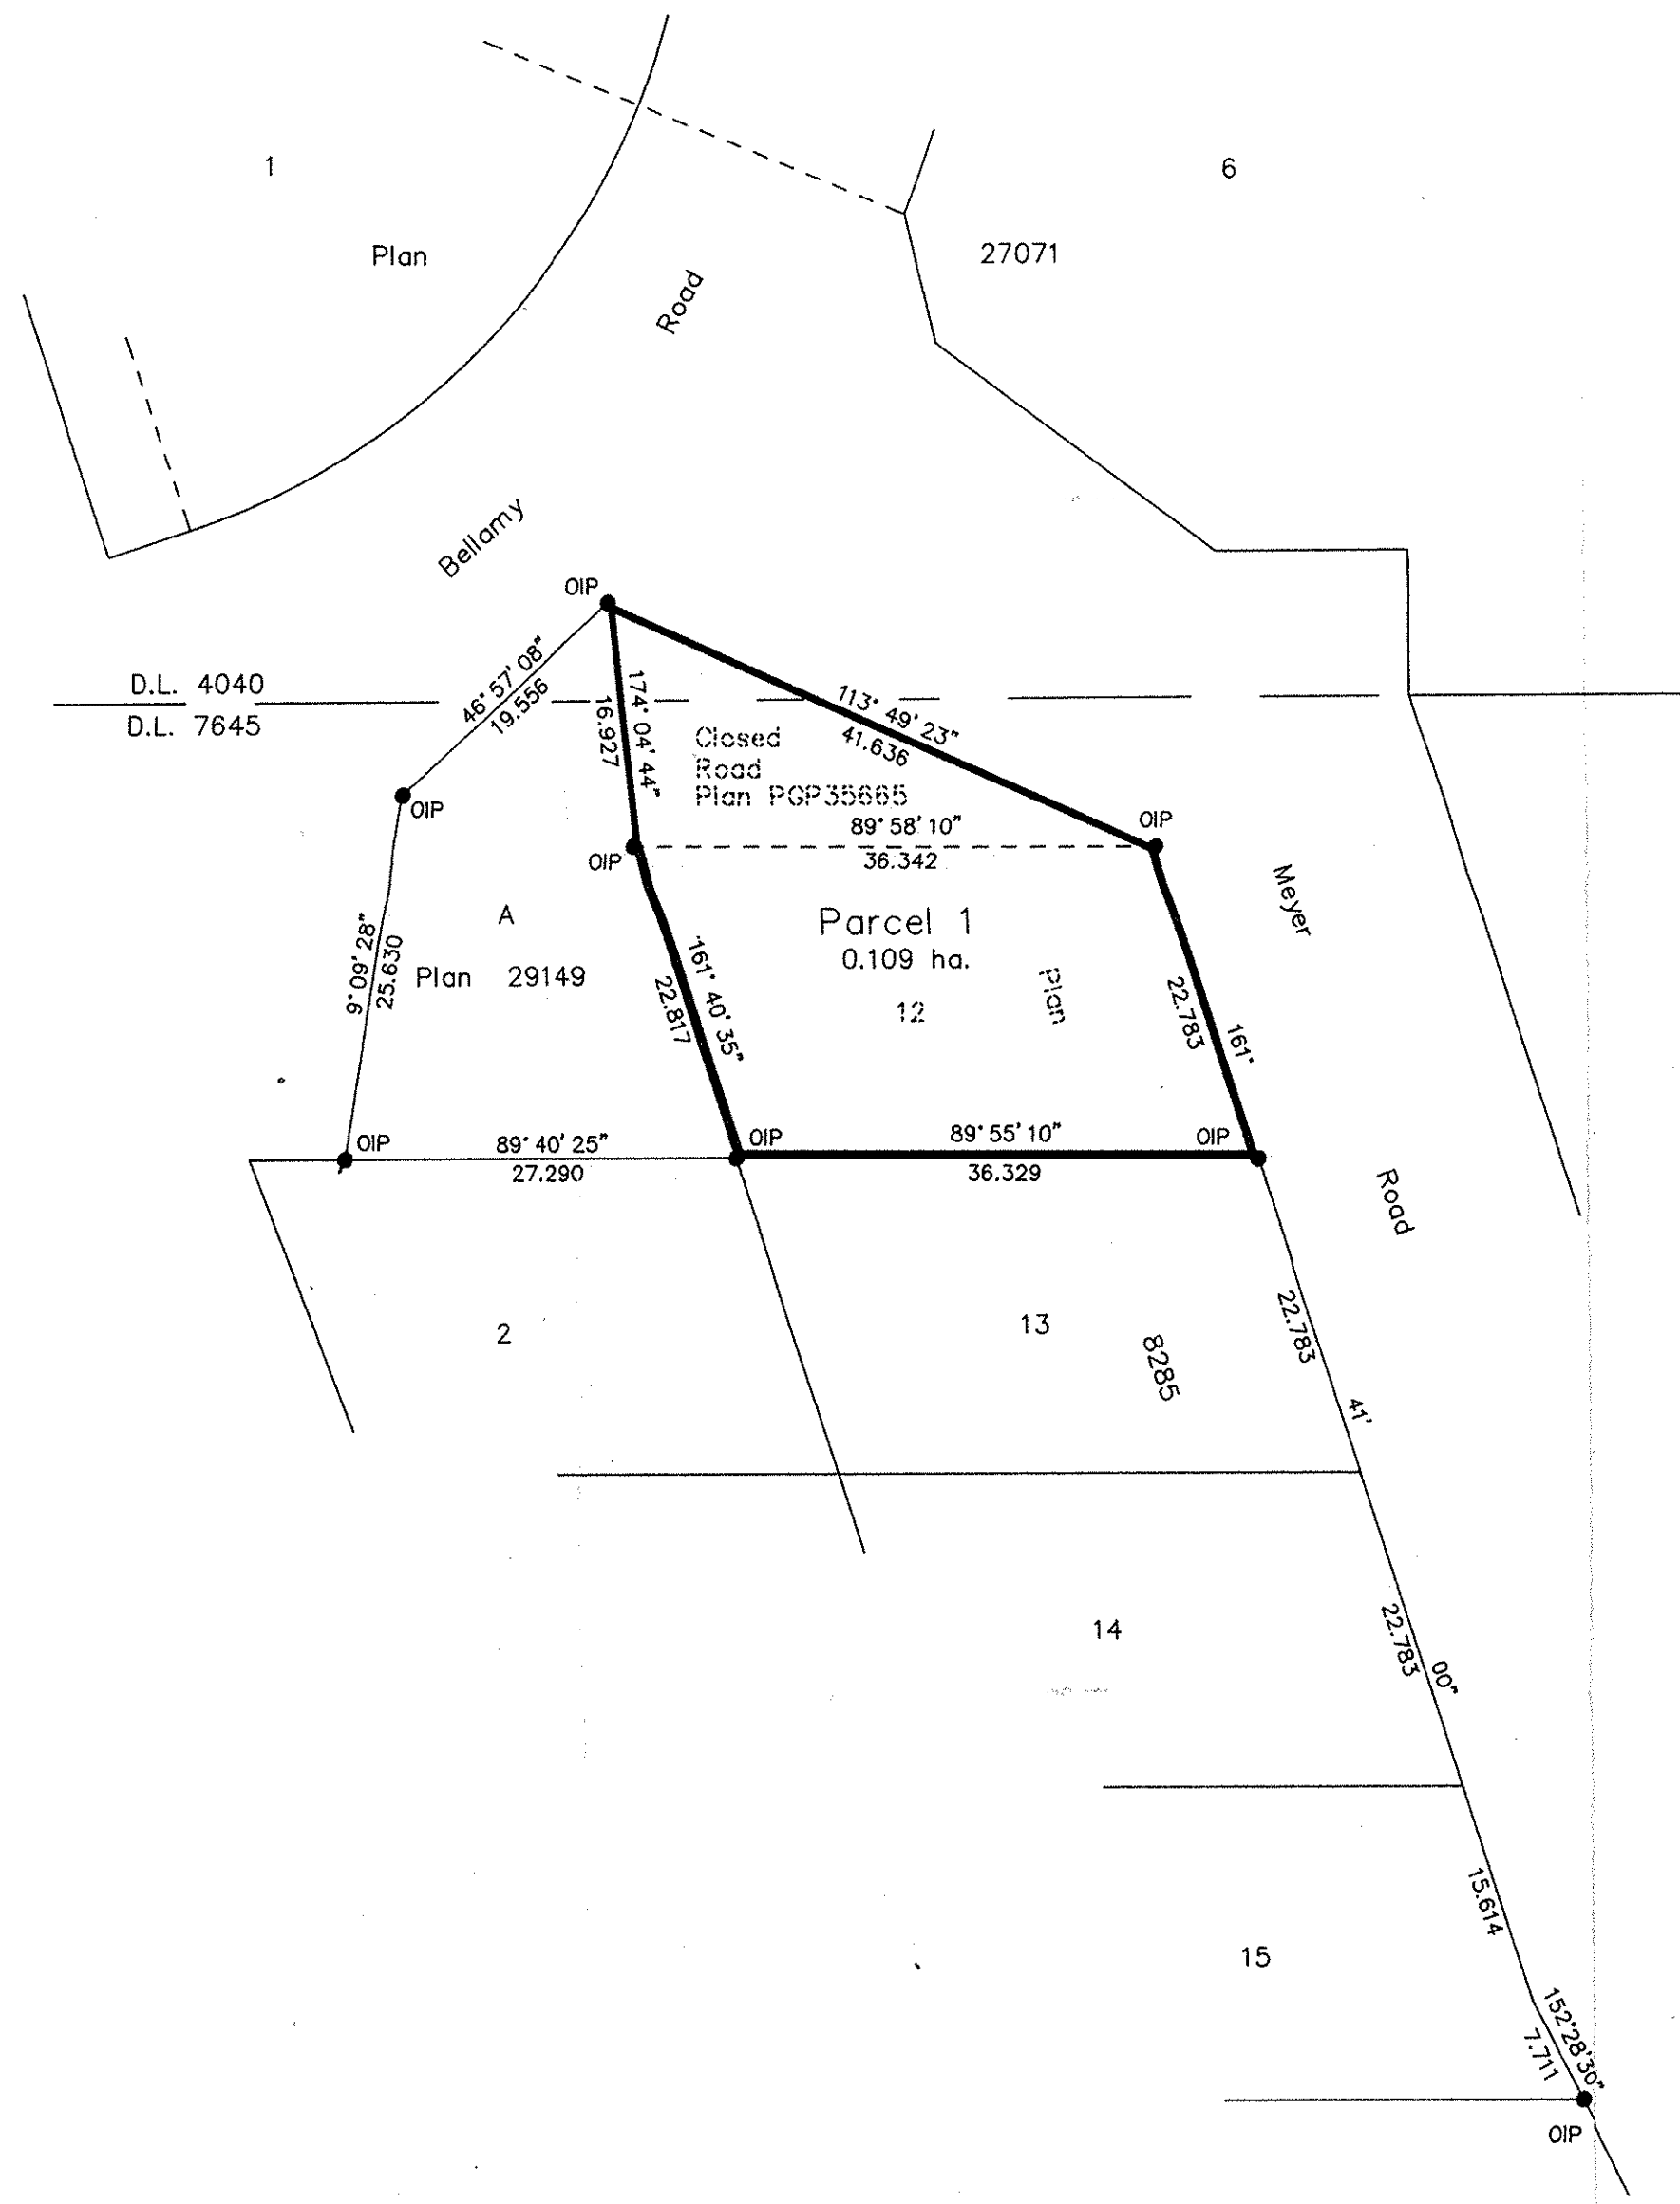 1
6
Plan
27071
Road
Bellamy
OIP
D.L. 4040
D.L. 7645
46° 57' 08"
19.556
174° 04' 44"
16.927
113° 49' 23"
41.636
Closed
Road
Plan PGP35665
OIP
89° 58' 10"
36.342
OIP
OIP
Meyer
A
Parcel 1
0.109 ha.
9° 09' 28"
25.630
Plan 29149
161° 40' 35"
22.817
12
Plan
22.783
161°
OIP
89° 40' 25"
27.290
OIP
89° 55' 10"
36.329
OIP
Road
2
13
8285
22.783
41'
14
22.783
00"
15.614
15
152°28'30"
7.711
OIP